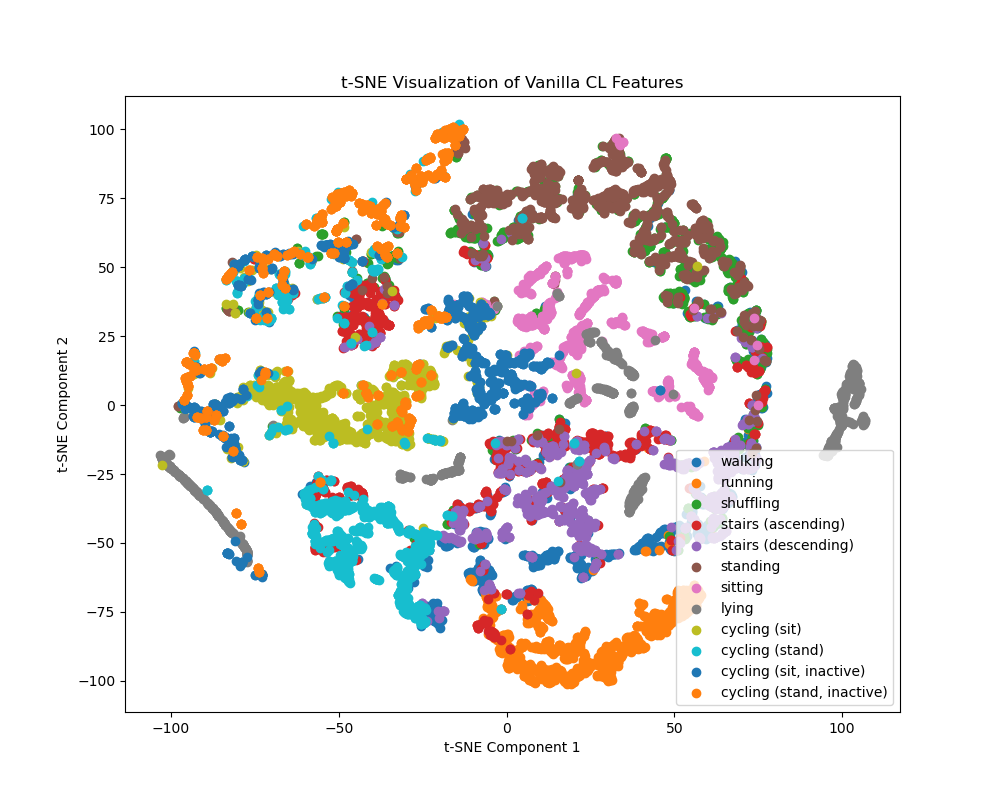 t-SNE Visualization of Vanilla CL Features
100
75
50
25
0
−25
−50
−75
−100
t-SNE Component 2
−100
−50
0
50
100
t-SNE Component 1
walking
running
shuffling
stairs (ascending)
stairs (descending)
standing
sitting
lying
cycling (sit)
cycling (stand)
cycling (sit, inactive)
cycling (stand, inactive)